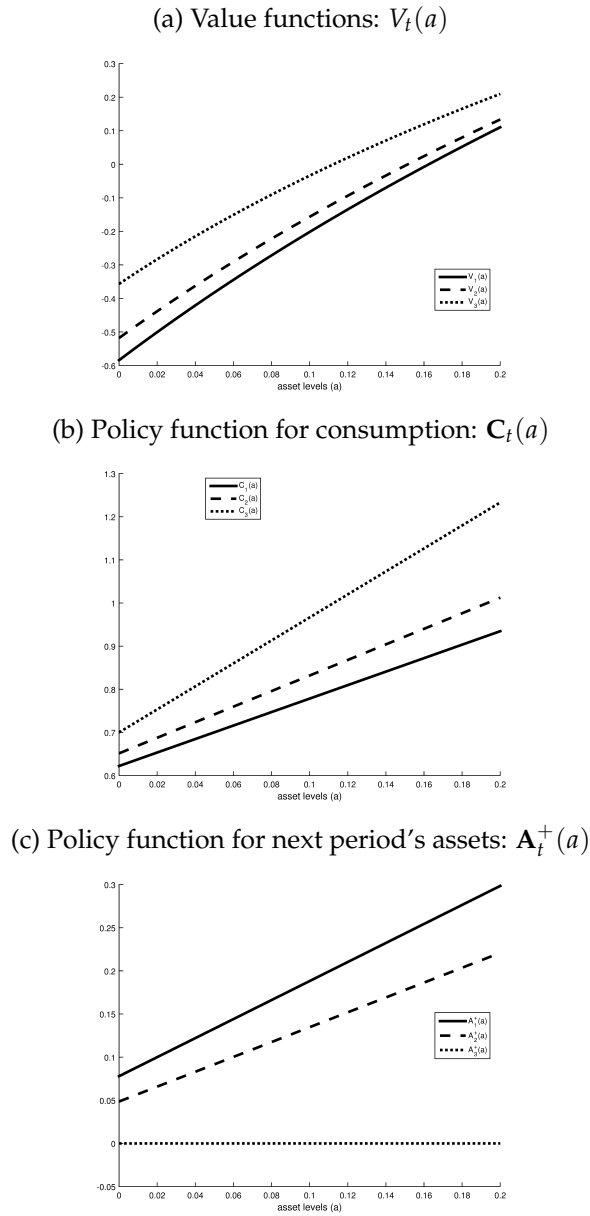 (a) Value functions: V_t(a)
0.3
0.2
0.1
0
-0.1
-0.2
-0.3
-0.4
-0.5
-0.6
V_1(a)
V_2(a)
V_3(a)
0 0.02 0.04 0.06 0.08 0.1 0.12 0.14 0.16 0.18 0.2
asset levels (a)
(b) Policy function for consumption: C_t(a)
1.3
1.2
1.1
1
0.9
0.8
0.7
0.6
C_1(a)
C_2(a)
C_3(a)
0 0.02 0.04 0.06 0.08 0.1 0.12 0.14 0.16 0.18 0.2
asset levels (a)
(c) Policy function for next period's assets: A_t^+(a)
0.3
0.25
0.2
0.15
0.1
0.05
0
-0.05
A_1^+(a)
A_2^+(a)
A_3^+(a)
0 0.02 0.04 0.06 0.08 0.1 0.12 0.14 0.16 0.18 0.2
asset levels (a)